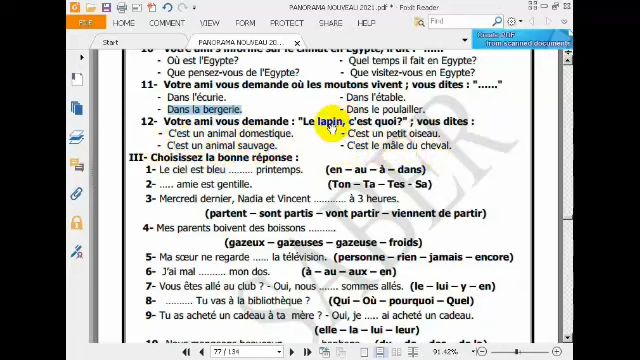 PANORAMA NOUVEAU 2021.pdf * - Foxit Reader
FILE
Find
Create PDF
from scanned documents
Start
PANORAMA NOUVEAU 2021....
- Où est l'Egypte? - Quel temps il fait en Egypte?
- Que pensez-vous de l'Egypte? - Que visitez-vous en Egypte?
11- Votre ami vous demande où les moutons vivent ; vous dites : "......"
- Dans l'écurie. - Dans l'étable.
- Dans la bergerie. - Dans le poulailler.
12- Votre ami vous demande : "Le lapin, c'est quoi?" ; vous dites :
- C'est un animal domestique. - C'est un petit oiseau.
- C'est un animal sauvage. - C'est le mâle du cheval.
III- Choisissez la bonne réponse :
1- Le ciel est bleu ......... printemps. (en – au – à – dans)
2- ..... amie est gentille. (Ton – Ta – Tes - Sa)
3- Mercredi dernier, Nadia et Vincent ............ à 3 heures.
(partent – sont partis – vont partir – viennent de partir)
4- Mes parents boivent des boissons ..........
(gazeux – gazeuses – gazeuse – froids)
5- Ma sœur ne regarde ...... la télévision. (personne – rien – jamais – encore)
6- J'ai mal .......... mon dos. (à – au – aux – en)
7- Vous êtes allé au club ? - Oui, nous ....... sommes allés. (le – lui – y – en)
8- .......... Tu vas à la bibliothèque ? (Qui – Où – pourquoi – Quel)
9- Tu as acheté un cadeau à ta mère ? - Oui, je ..... ai acheté un cadeau.
(elle – la – lui – leur)
SABER
77 / 134
91.42%